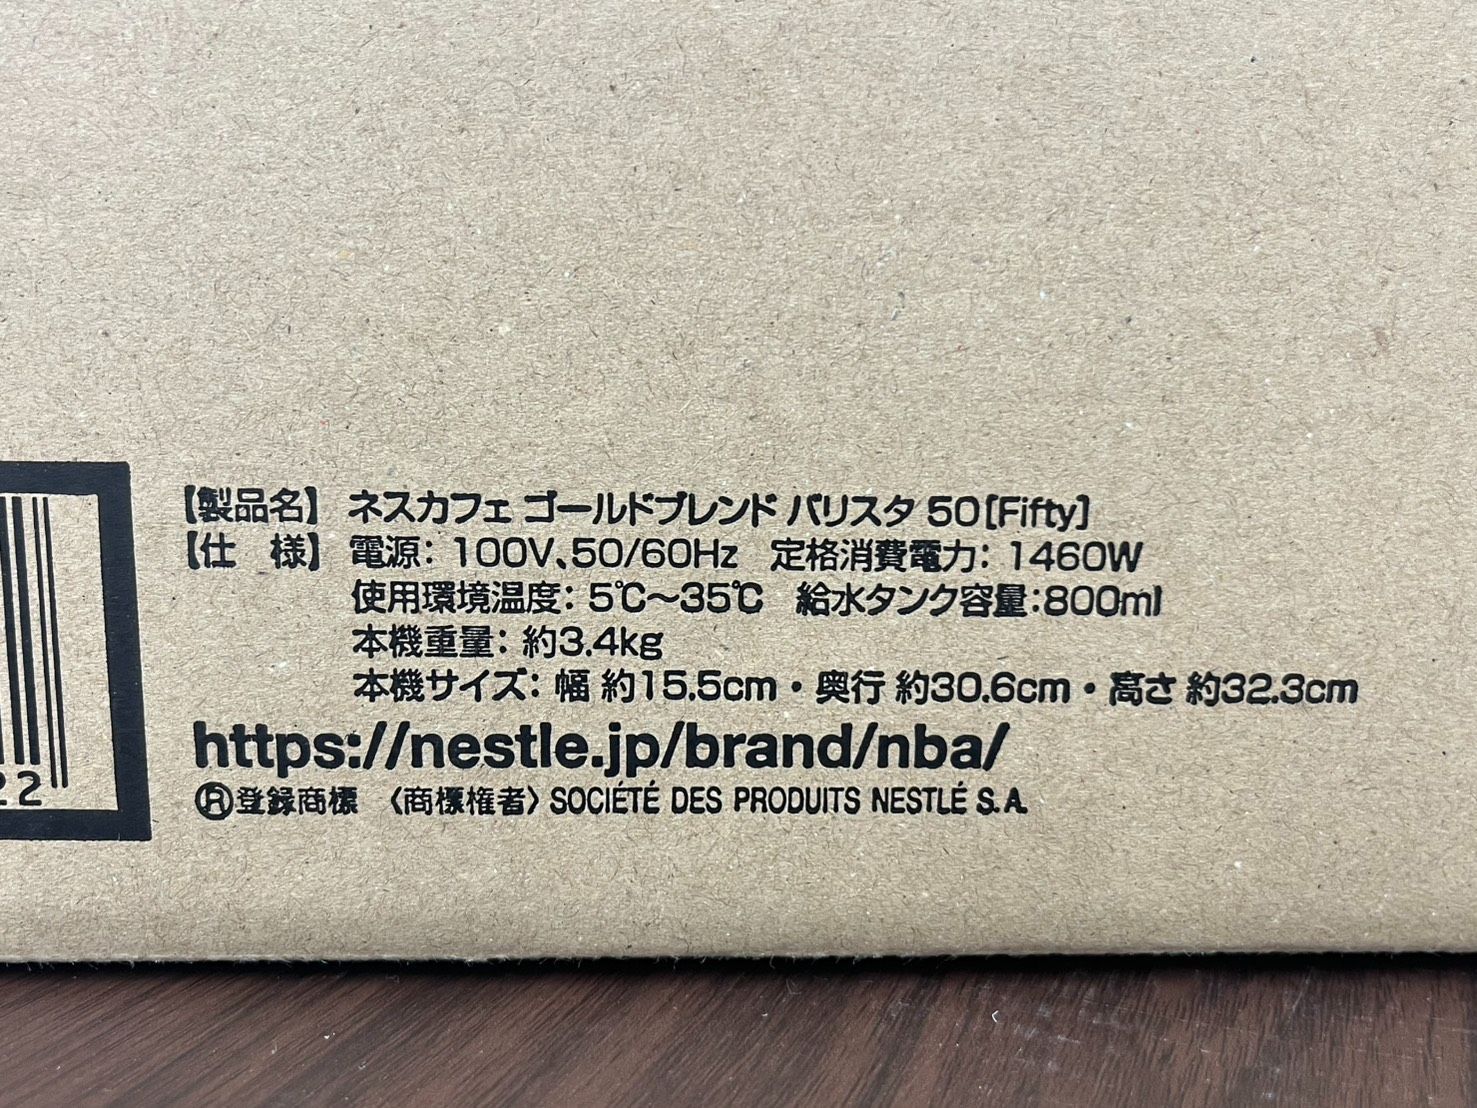 【製品名】 ネスカフェ ゴールドブレンド バリスタ 50[Fifty]
【仕 様】 電源: 100V、50/60Hz 定格消費電力: 1460W
使用環境温度: 5℃〜35℃ 給水タンク容量:800ml
本機重量: 約3.4kg
本機サイズ: 幅 約15.5cm・奥行 約30.6cm・高さ 約32.3cm
https://nestle.jp/brand/nba/
Ⓡ登録商標 〈商標権者〉SOCIÉTÉ DES PRODUITS NESTLÉ S.A.
22